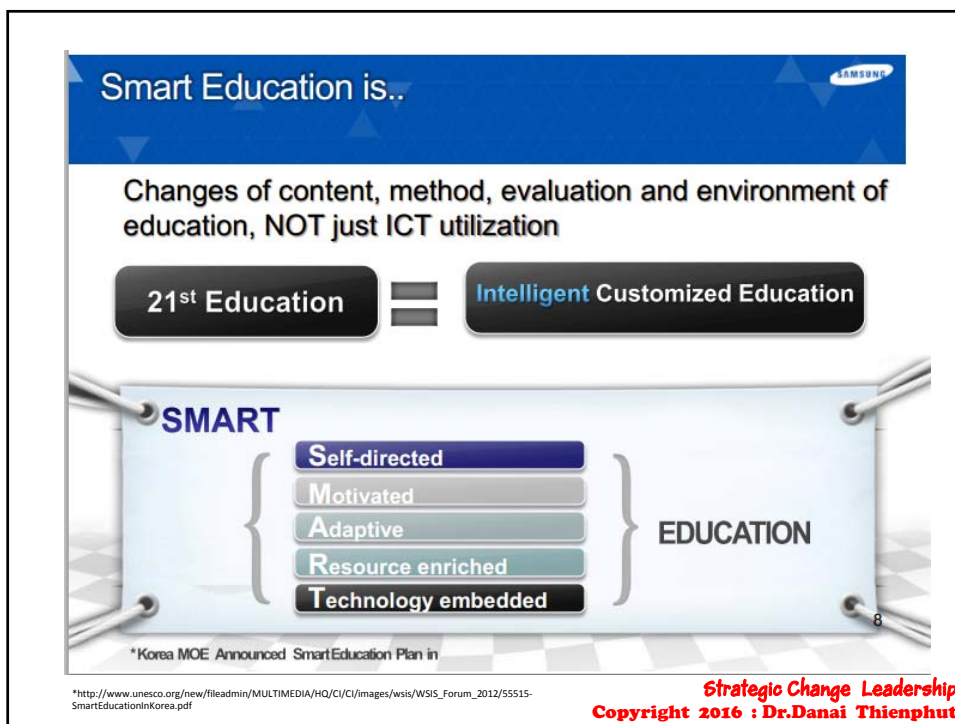 Smart Education is..
SAMSUNG
Changes of content, method, evaluation and environment of
education, NOT just ICT utilization
21st Education
Intelligent Customized Education
SMART
Self-directed
Motivated
Adaptive
Resource enriched
Technology embedded
EDUCATION
8
*Korea MOE Announced SmartEducation Plan in
*http://www.unesco.org/new/fileadmin/MULTIMEDIA/HQ/CI/CI/images/wsis/WSIS_Forum_2012/55515-
SmartEducationInKorea.pdf
Strategic Change Leadership
Copyright 2016 : Dr.Danai Thienphut